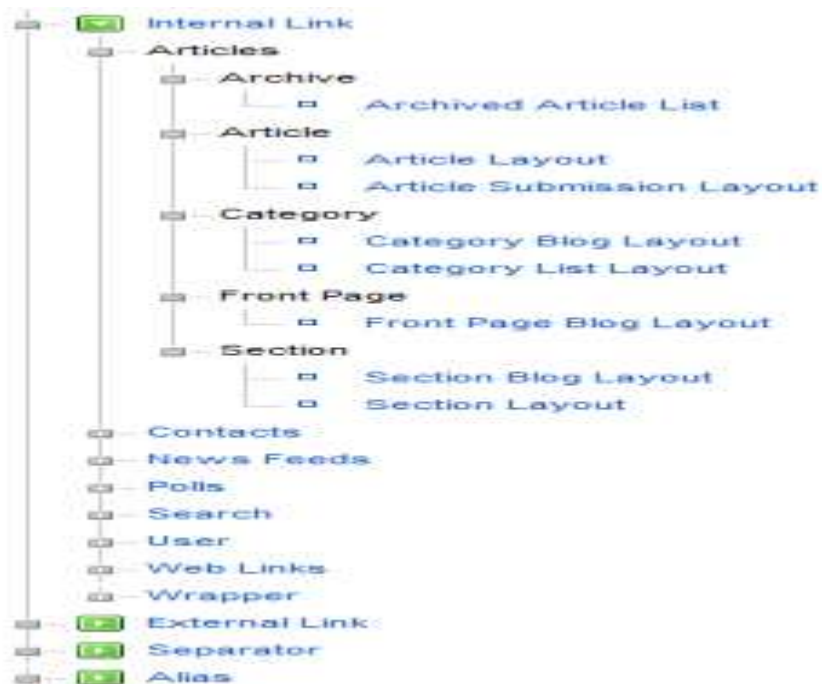 Internal Link
Articles
Archive
Archived Article List
Article
Article Layout
Article Submission Layout
Category
Category Blog Layout
Category List Layout
Front Page
Front Page Blog Layout
Section
Section Blog Layout
Section Layout
Contacts
News Feeds
Polls
Search
User
Web Links
Wrapper
External Link
Separator
Alias